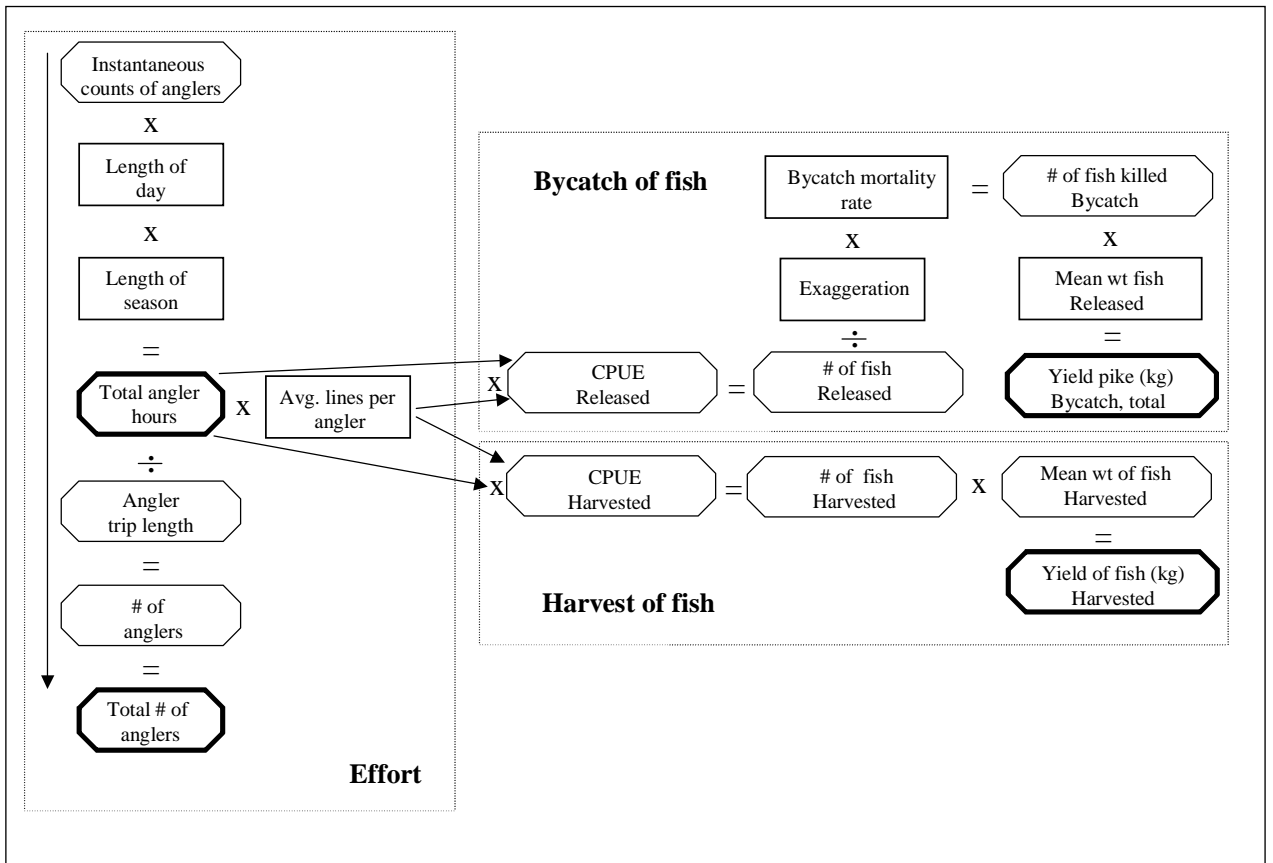 Instantaneous
counts of anglers
x
Length of
day
x
Length of
season
=
Total angler
hours
x
Avg. lines per
angler
÷
Angler
trip length
=
# of
anglers
=
Total # of
anglers
Effort
Bycatch of fish
Bycatch mortality
rate
=
# of fish killed
Bycatch
x
x
Exaggeration
Mean wt fish
Released
÷
=
x
CPUE
Released
=
# of fish
Released
Yield pike (kg)
Bycatch, total
x
CPUE
Harvested
=
# of fish
Harvested
x
Mean wt of fish
Harvested
=
Yield of fish (kg)
Harvested
Harvest of fish